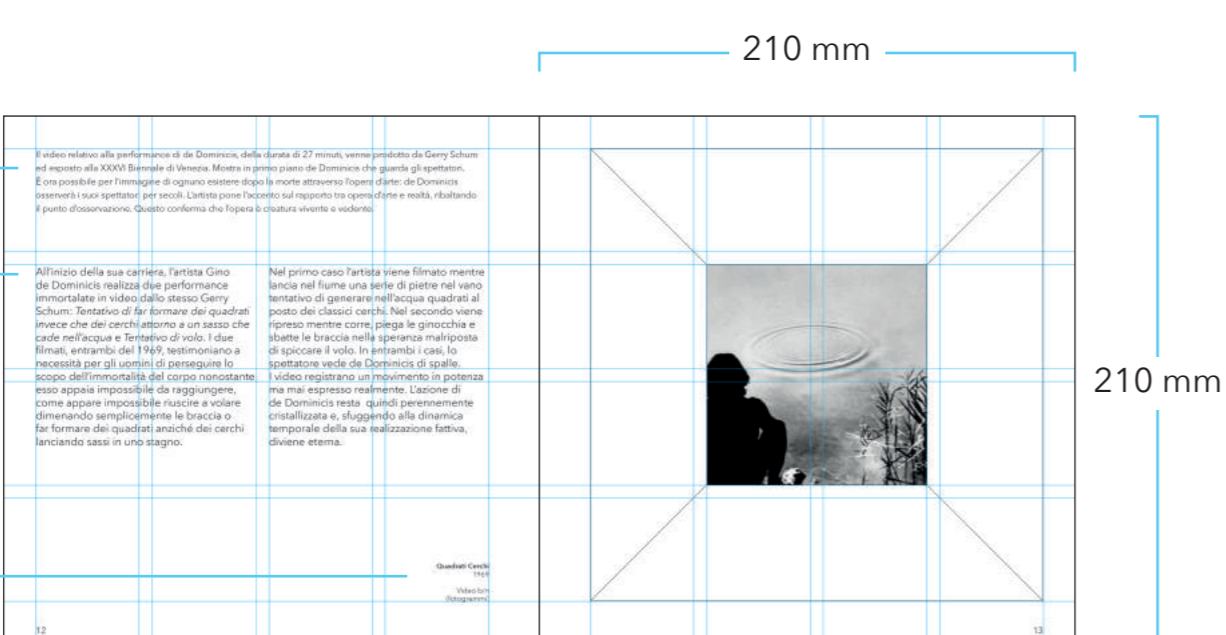 210 mm
Il video relativo alla performance di de Dominicis, della durata di 27 minuti, venne prodotto da Gerry Schum
ed esposto alla XXXVI Biennale di Venezia. Mostra in primo piano de Dominicis che guarda gli spettatori.
È ora possibile per l'immagine di ognuno esistere dopo la morte attraverso l'opera d'arte: de Dominicis
osserverà i suoi spettatori per secoli. L'artista pone l'accento sul rapporto tra opera d'arte e realtà, ribaltando
il punto d'osservazione. Questo conferma che l'opera è creatura vivente e vedente.
All'inizio della sua carriera, l'artista Gino
de Dominicis realizza due performance
immortalate in video dallo stesso Gerry
Schum: Tentativo di far formare dei quadrati
invece che dei cerchi attorno a un sasso che
cade nell'acqua e Tentativo di volo. I due
filmati, entrambi del 1969, testimoniano a
necessità per gli uomini di perseguire lo
scopo dell'immortalità del corpo nonostante
esso appaia impossibile da raggiungere,
come appare impossibile riuscire a volare
dimenando semplicemente le braccia o
far formare dei quadrati anziché dei cerchi
lanciando sassi in uno stagno.
Nel primo caso l'artista viene filmato mentre
lancia nel fiume una serie di pietre nel vano
tentativo di generare nell'acqua quadrati al
posto dei classici cerchi. Nel secondo viene
ripreso mentre corre, piega le ginocchia e
sbatte le braccia nella speranza malriposta
di spiccare il volo. In entrambi i casi, lo
spettatore vede de Dominicis di spalle.
I video registrano un movimento in potenza
ma mai espresso realmente. L'azione di
de Dominicis resta quindi perennemente
cristallizzata e, sfuggendo alla dinamica
temporale della sua realizzazione fattiva,
diviene eterna.
210 mm
Quadrati Cerchi
1969
Video b/n
(fotogrammi)
12
13